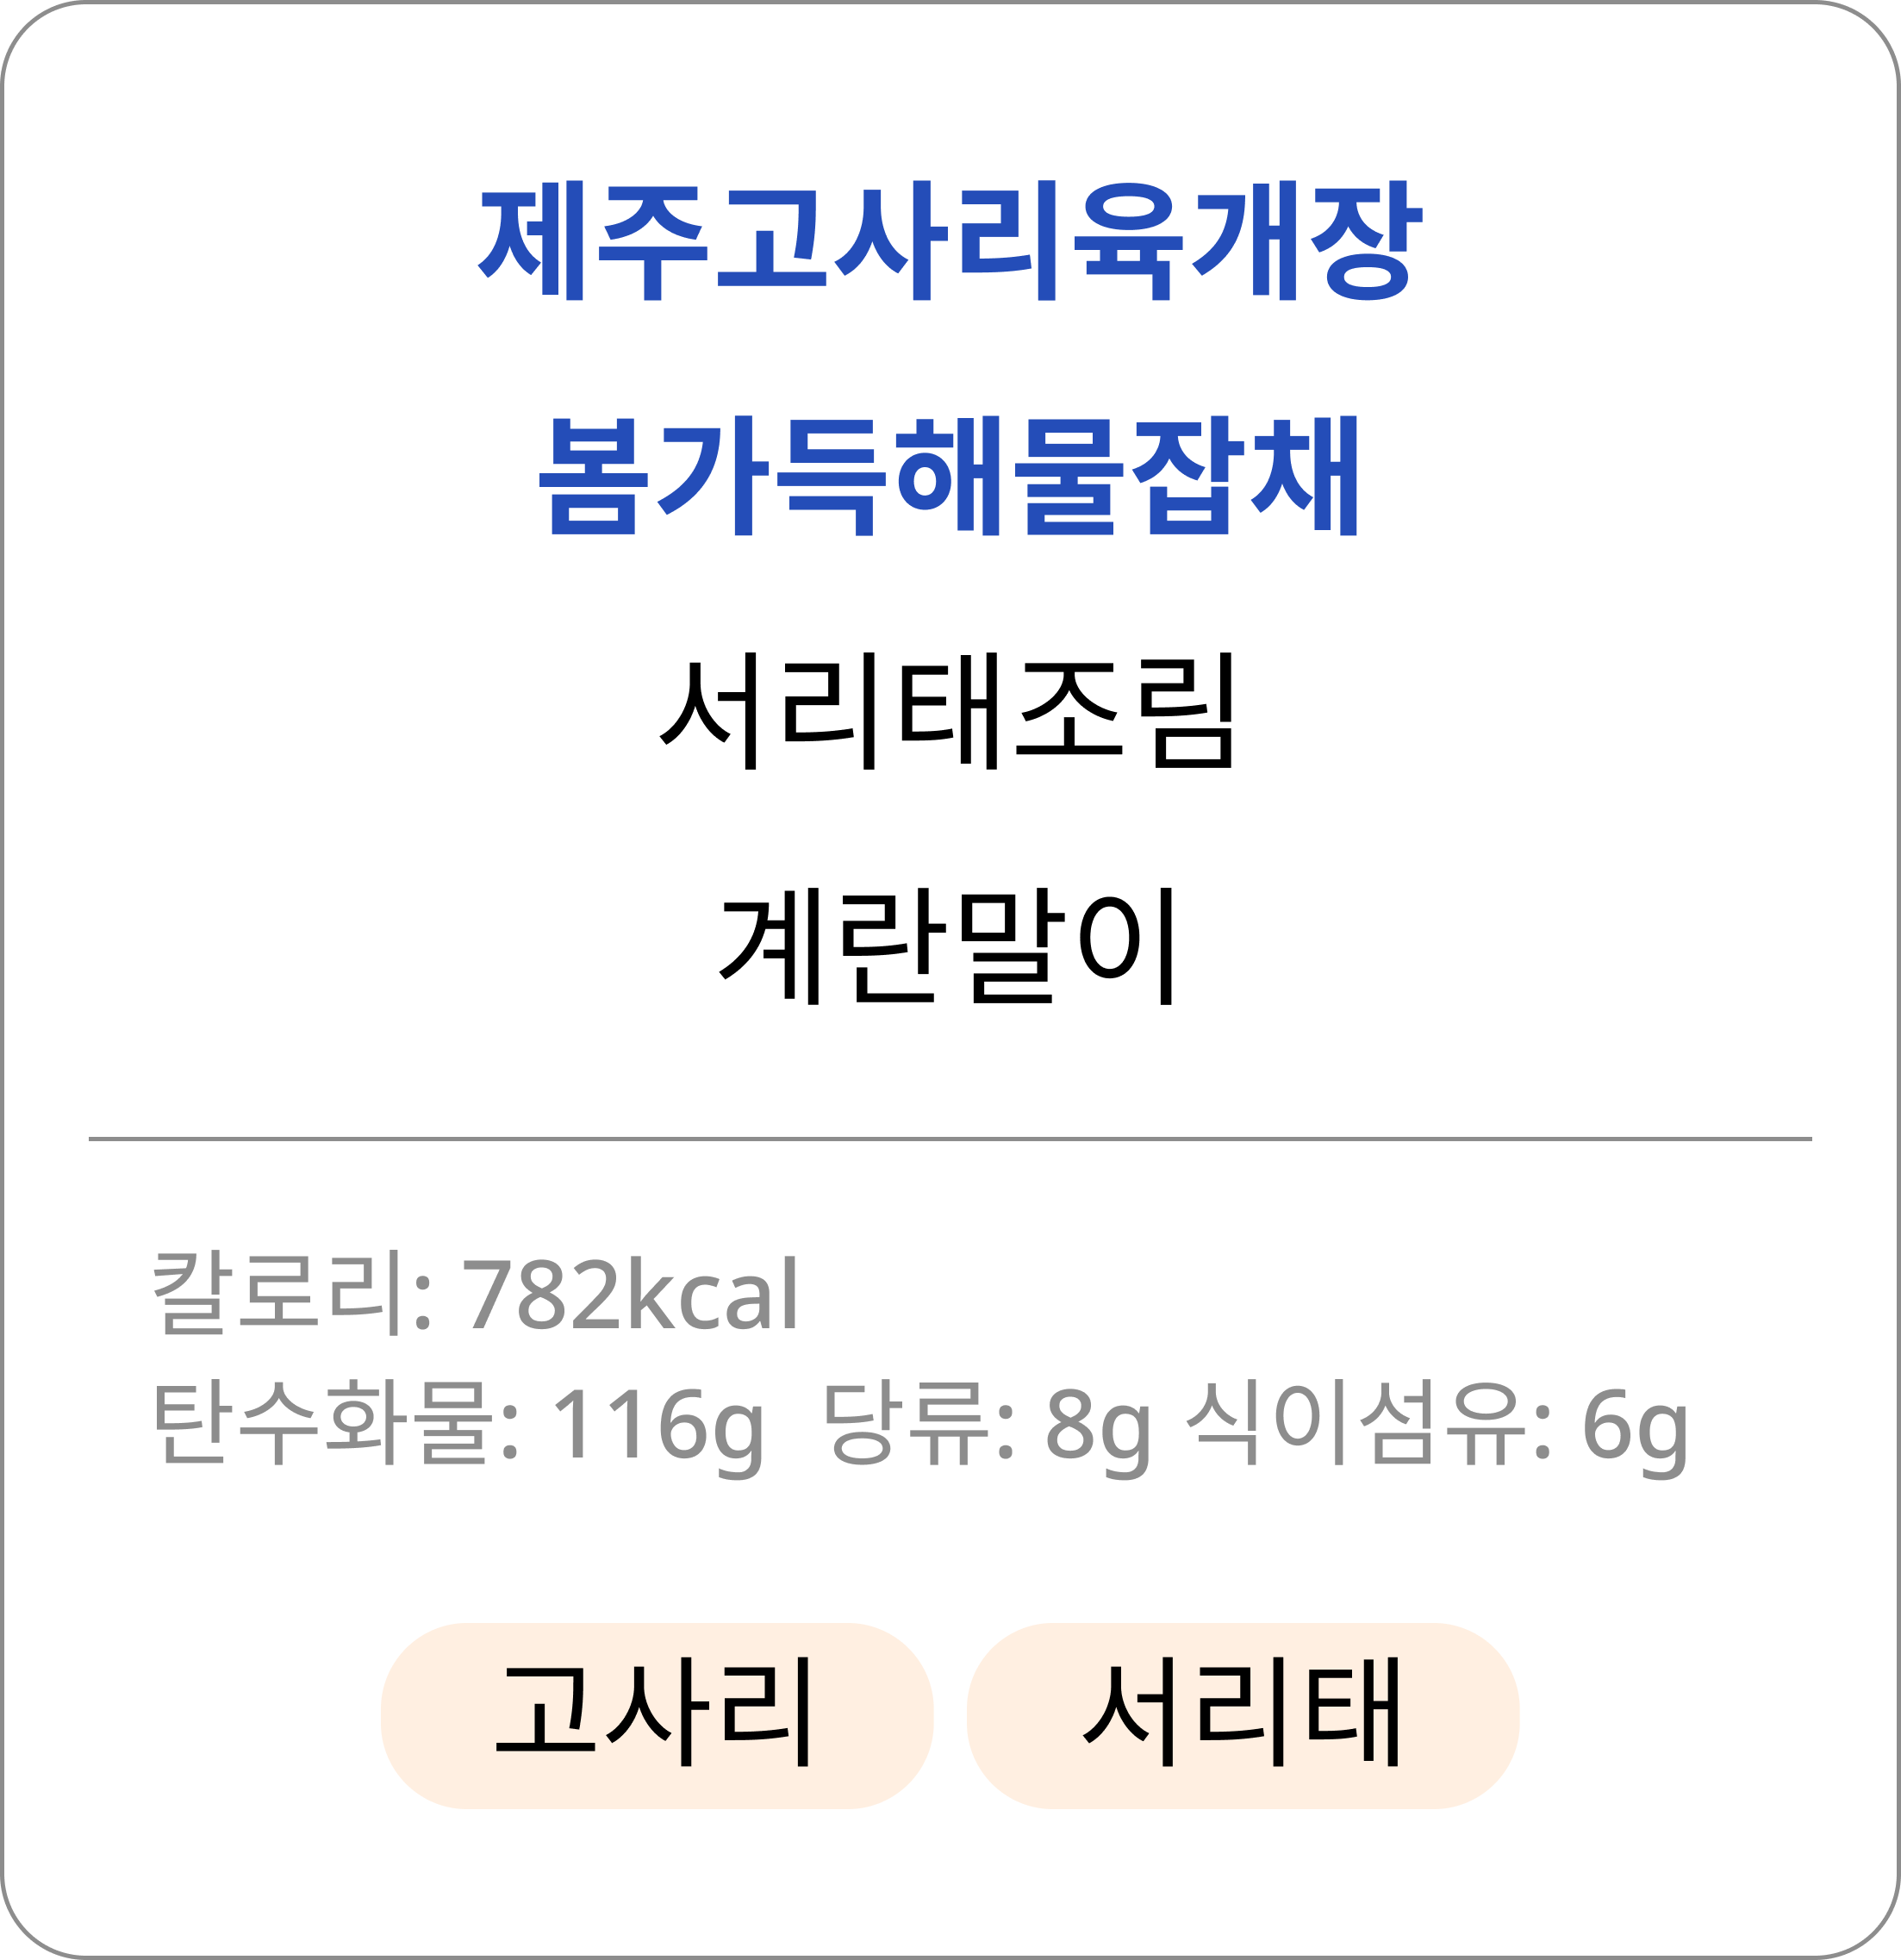 제주고사리육개장
봄가득해물잡채
서리태조림
계란말이
칼로리: 782kcal
탄수화물: 116g 당류: 8g 식이섬유: 6g
고사리 서리태